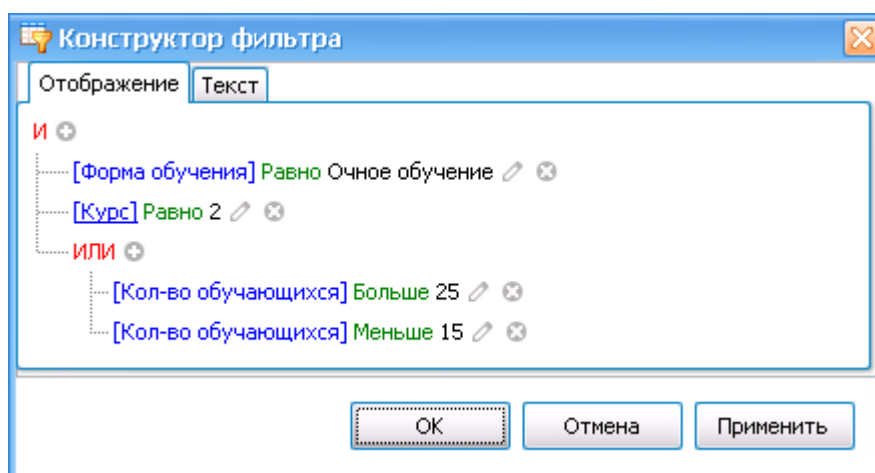 Конструктор фильтра
Отображение Текст
И
[Форма обучения] Равно Очное обучение
[Курс] Равно 2
ИЛИ
[Кол-во обучающихся] Больше 25
[Кол-во обучающихся] Меньше 15
OK Отмена Применить